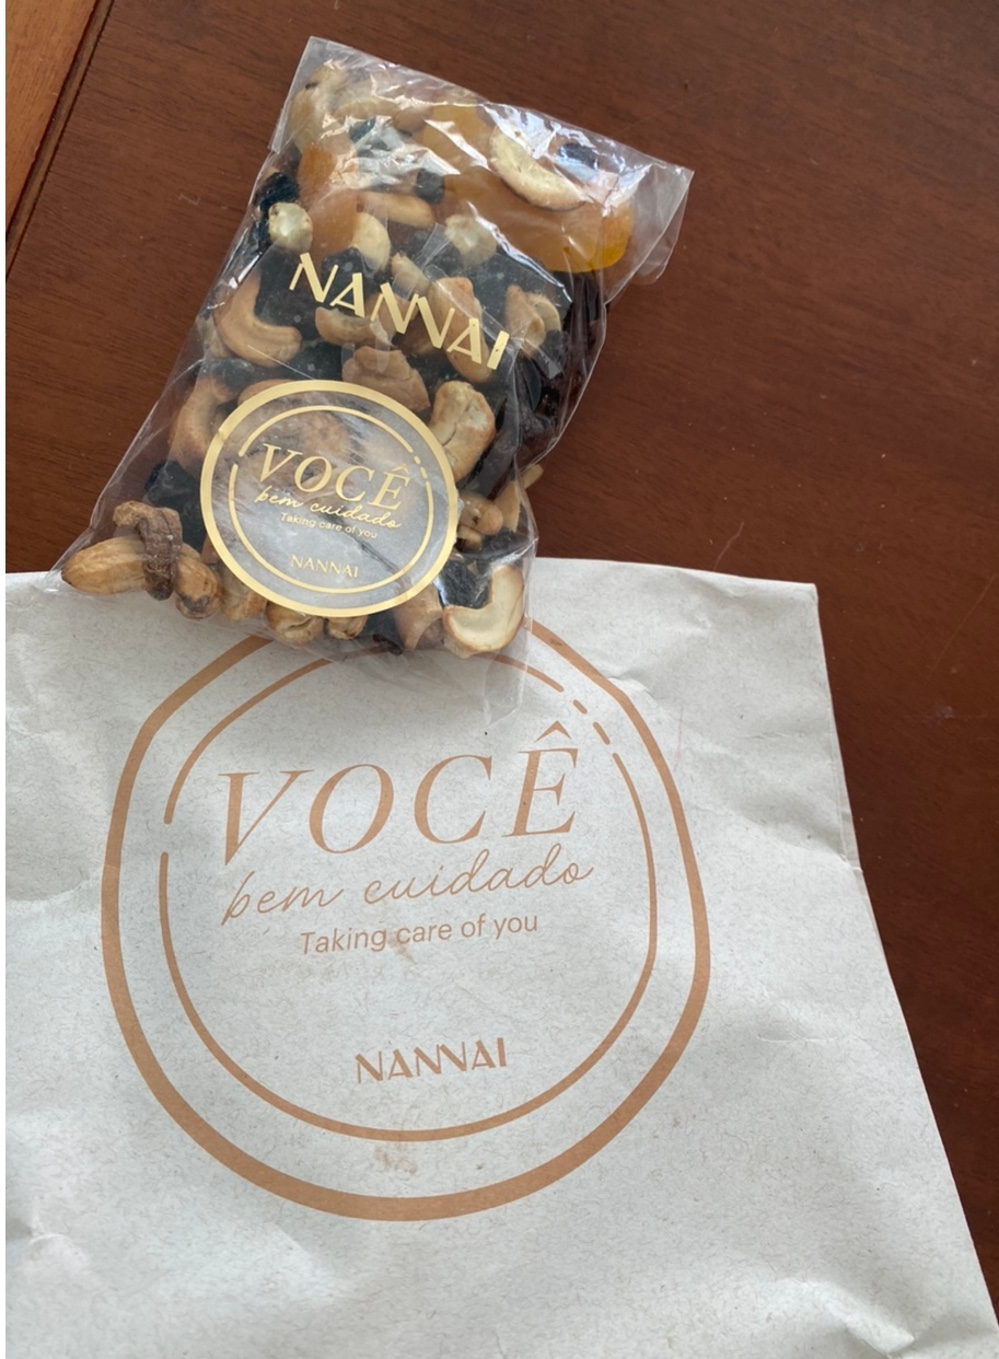 NANNAI
VOCÊ
bem cuidado
Taking care of you
NANNAI
VOCÊ
bem cuidado
Taking care of you
NANNAI